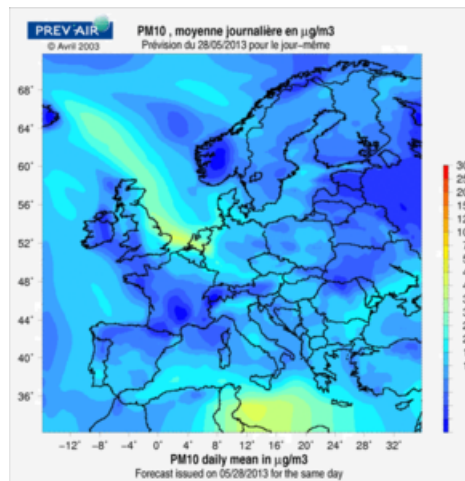 PREV'AIR
© Avril 2003
PM10 , moyenne journalière en µg/m3
Prévision du 28/05/2013 pour le jour-même
68°
64°
60°
56°
52°
48°
44°
40°
36°
−12° −8° −4° 0° 4° 8° 12° 16° 20° 24° 28° 32°
PM10 daily mean in µg/m3
Forecast issued on 05/28/2013 for the same day